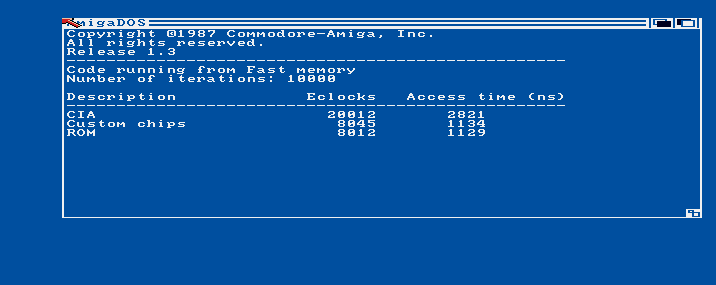 AmigaDOS
Copyright ©1987 Commodore-Amiga, Inc.
All rights reserved.
Release 1.3
Code running from Fast memory
Number of iterations: 10000
Description Eclocks Access time (ns)
CIA 20012 2821
Custom chips 8045 1134
ROM 8012 1129